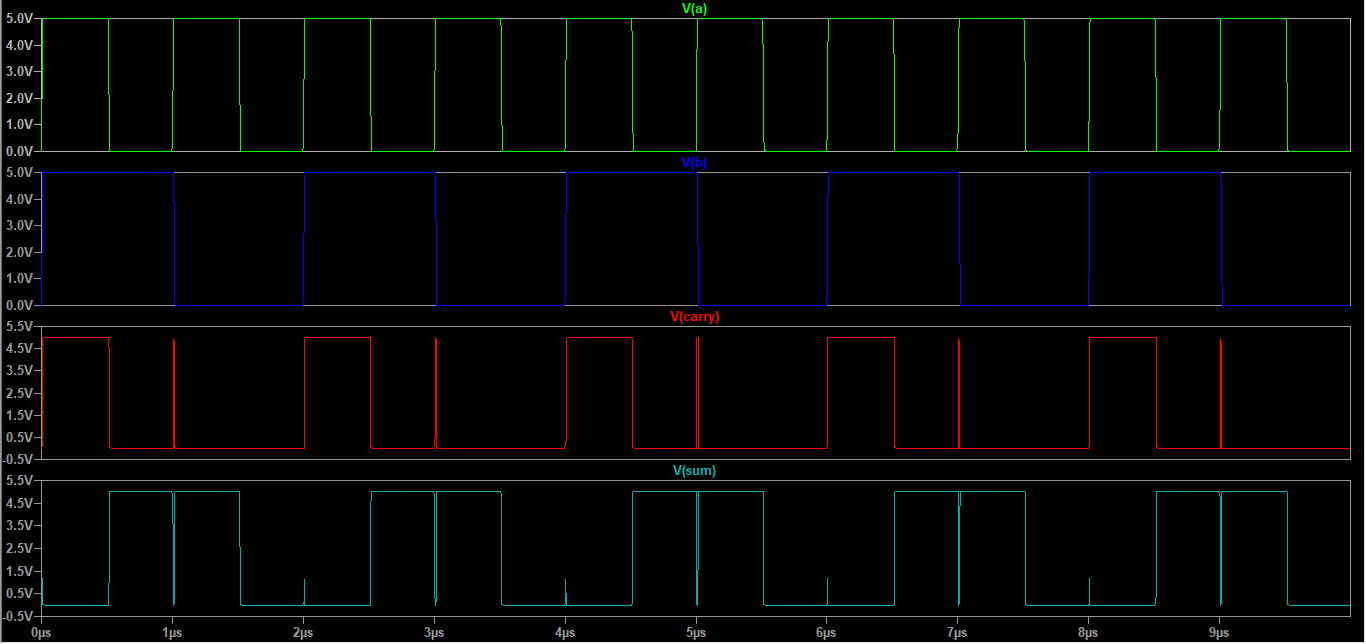 V(a)
5.0V
4.0V
3.0V
2.0V
1.0V
0.0V
V(b)
5.0V
4.0V
3.0V
2.0V
1.0V
0.0V
V(carry)
5.5V
4.5V
3.5V
2.5V
1.5V
0.5V
-0.5V
V(sum)
5.5V
4.5V
3.5V
2.5V
1.5V
0.5V
-0.5V
0µs 1µs 2µs 3µs 4µs 5µs 6µs 7µs 8µs 9µs